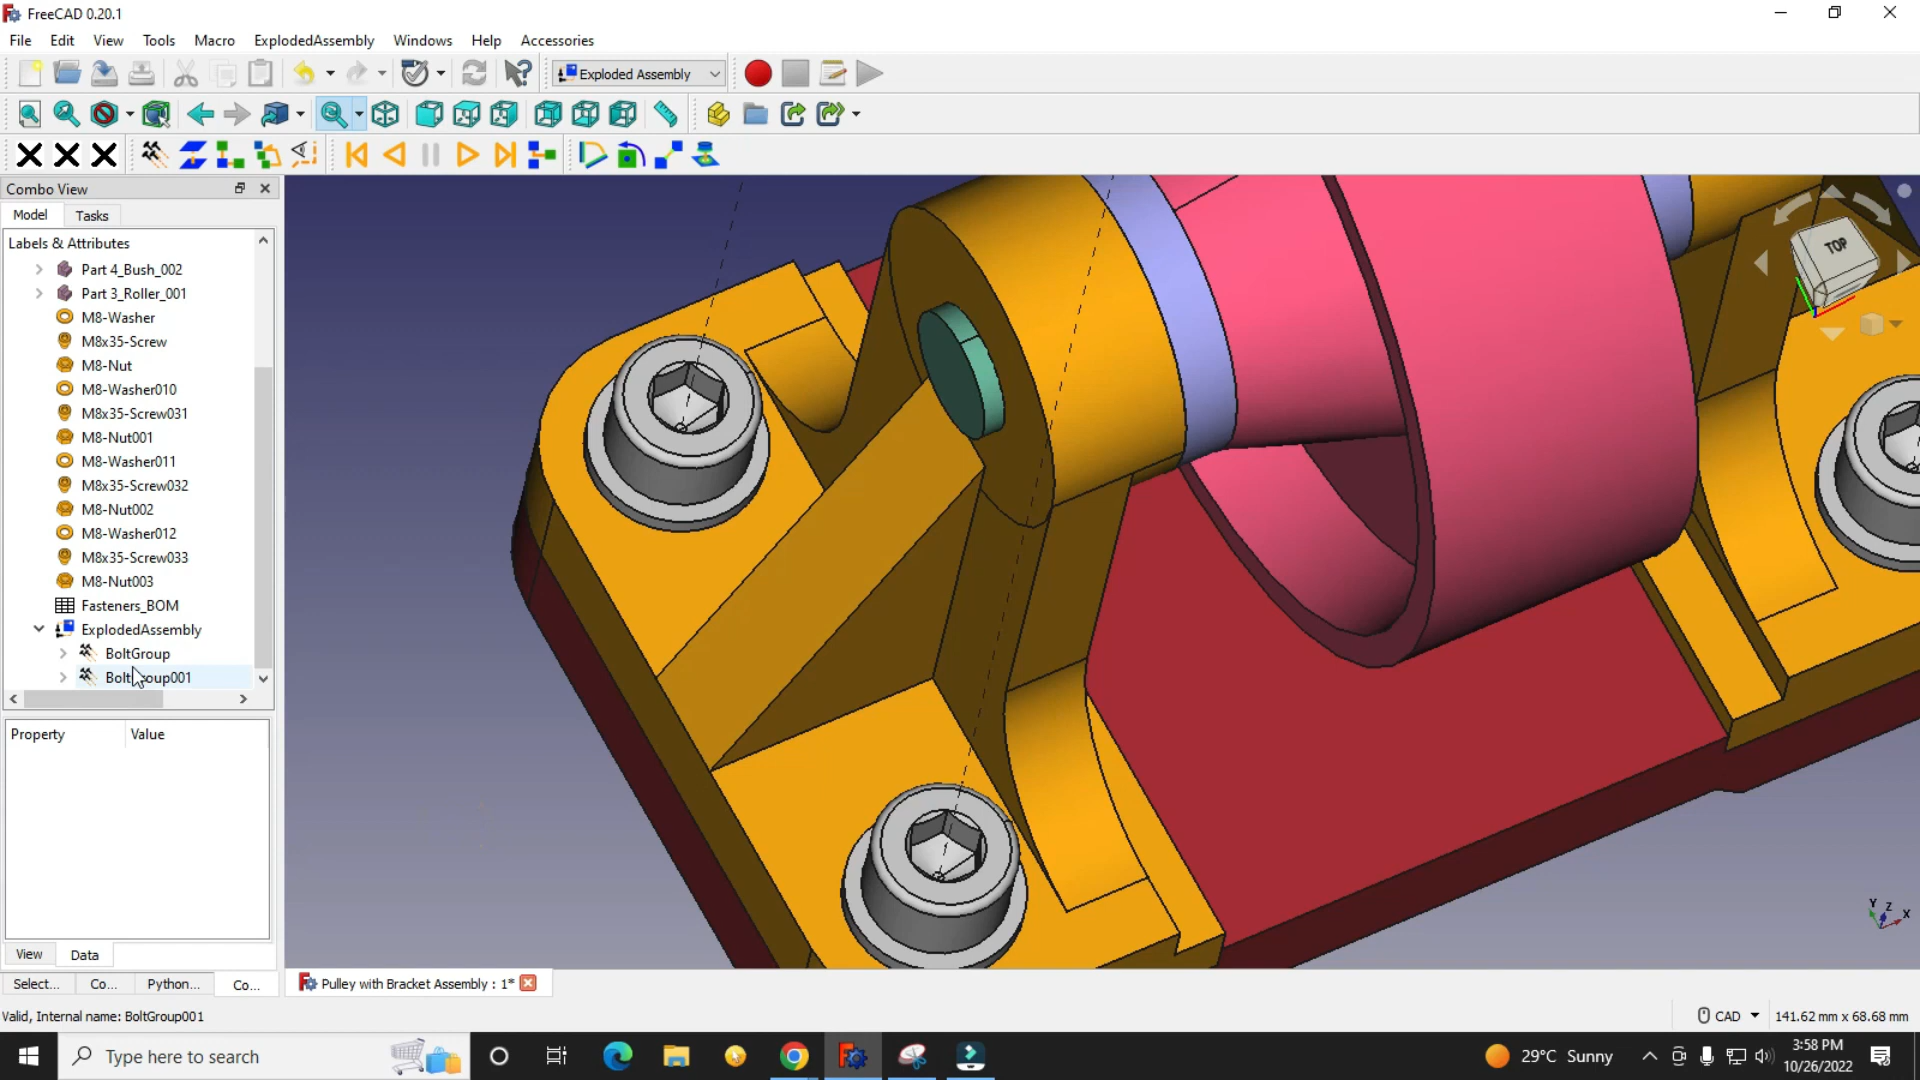 FreeCAD 0.20.1
File Edit View Tools Macro ExplodedAssembly Windows Help Accessories
Exploded Assembly
Combo View
Model Tasks
Labels & Attributes
Part 4_Bush_002
Part 3_Roller_001
M8-Washer
M8x35-Screw
M8-Nut
M8-Washer010
M8x35-Screw031
M8-Nut001
M8-Washer011
M8x35-Screw032
M8-Nut002
M8-Washer012
M8x35-Screw033
M8-Nut003
Fasteners_BOM
ExplodedAssembly
BoltGroup
BoltGroup001
Property Value
View Data
Select... Co... Python... Co...
Pulley with Bracket Assembly : 1*
TOP
Y Z X
Valid, Internal name: BoltGroup001
CAD 141.62 mm x 68.68 mm
Type here to search
29°C Sunny
3:58 PM
10/26/2022